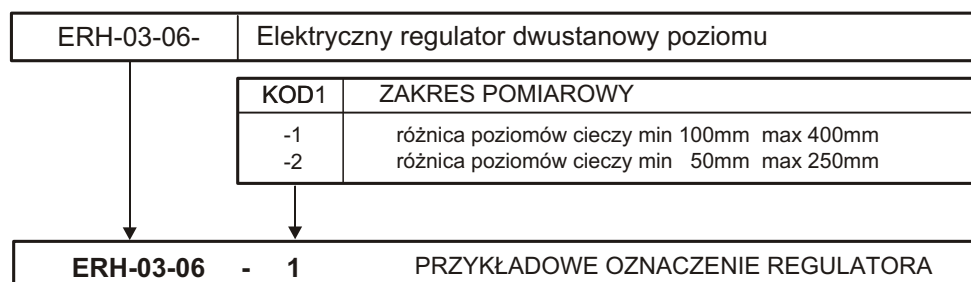 ERH-03-06- Elektryczny regulator dwustanowy poziomu
KOD1 ZAKRES POMIAROWY
-1 różnica poziomów cieczy min 100mm max 400mm
-2 różnica poziomów cieczy min 50mm max 250mm
ERH-03-06 - 1 PRZYKŁADOWE OZNACZENIE REGULATORA